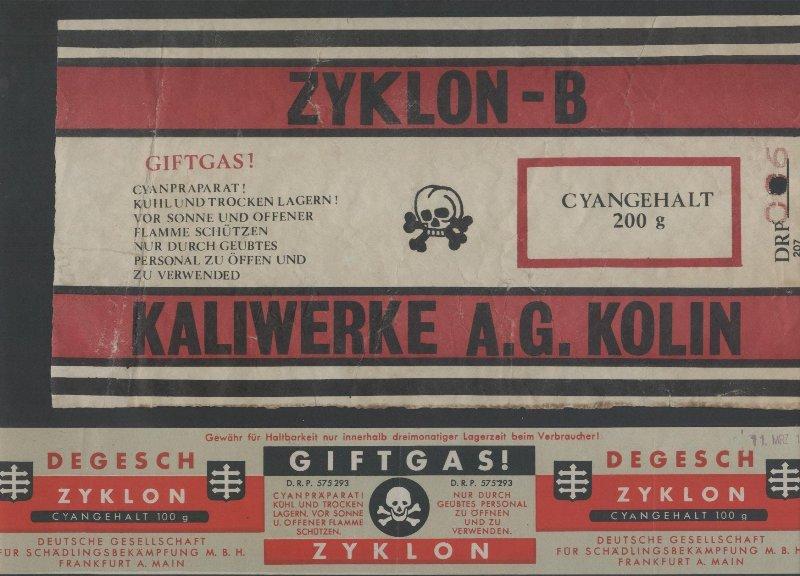 ZYKLON-B
GIFTGAS!
CYANPRAPARAT!
KUHL UND TROCKEN LAGERN!
VOR SONNE UND OFFENER
FLAMME SCHÜTZEN
NUR DURCH GEUBTES
PERSONAL ZU ÖFFEN UND
ZU VERWENDED
CYANGEHALT
200 g
DRP
207
KALIWERKE A.G. KOLIN
Gewähr für Haltbarkeit nur innerhalb dreimonatiger Lagerzeit beim Verbraucher!
11. MRZ
DEGESCH
ZYKLON
CYANGEHALT 100 g
DEUTSCHE GESELLSCHAFT
FÜR SCHÄDLINGSBEKÄMPFUNG M. B. H.
FRANKFURT A. MAIN
GIFTGAS!
D. R. P. 575 293
CYANPRÄPARAT!
KÜHL UND TROCKEN
LAGERN. VOR SONNE
U. OFFENER FLAMME
SCHÜTZEN.
D. R. P. 575 293
NUR DURCH
GEÜBTES PERSONAL
ZU ÖFFNEN
UND ZU
VERWENDEN.
ZYKLON
DEGESCH
ZYKLON
CYANGEHALT 100 g
DEUTSCHE GESELLSCHAFT
FÜR SCHÄDLINGSBEKÄMPFUNG M. B. H.
FRANKFURT A. MAIN